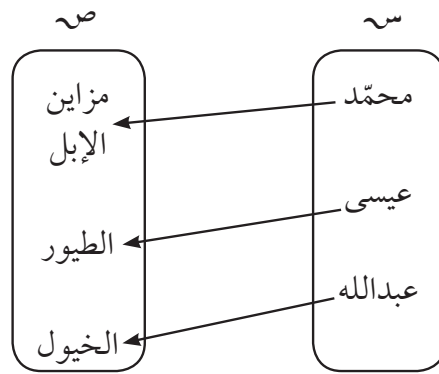 س
ص
محمّد
عيسى
عبدالله
مزاين
الإبل
الطيور
الخيول